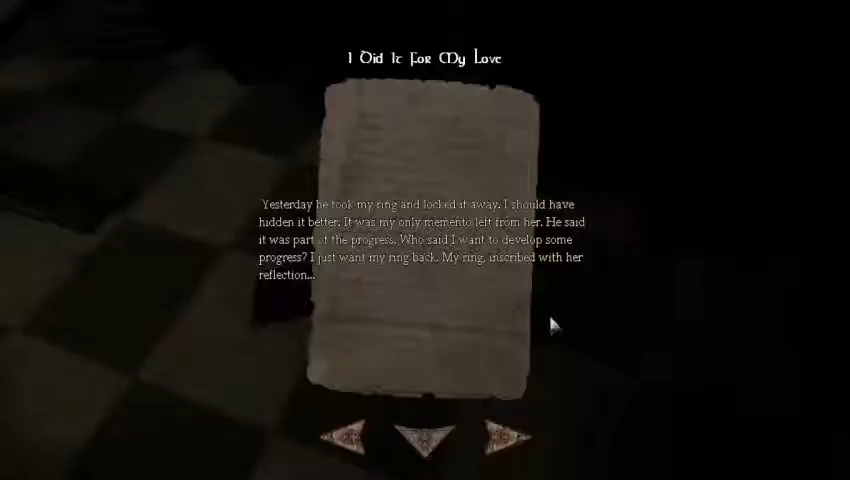 I Did It For My Love
Yesterday he took my ring and locked it away. I should have
hidden it better. It was my only memento left from her. He said
it was part of the progress. Who said I want to develop some
progress? I just want my ring back. My ring, inscribed with her
reflection...